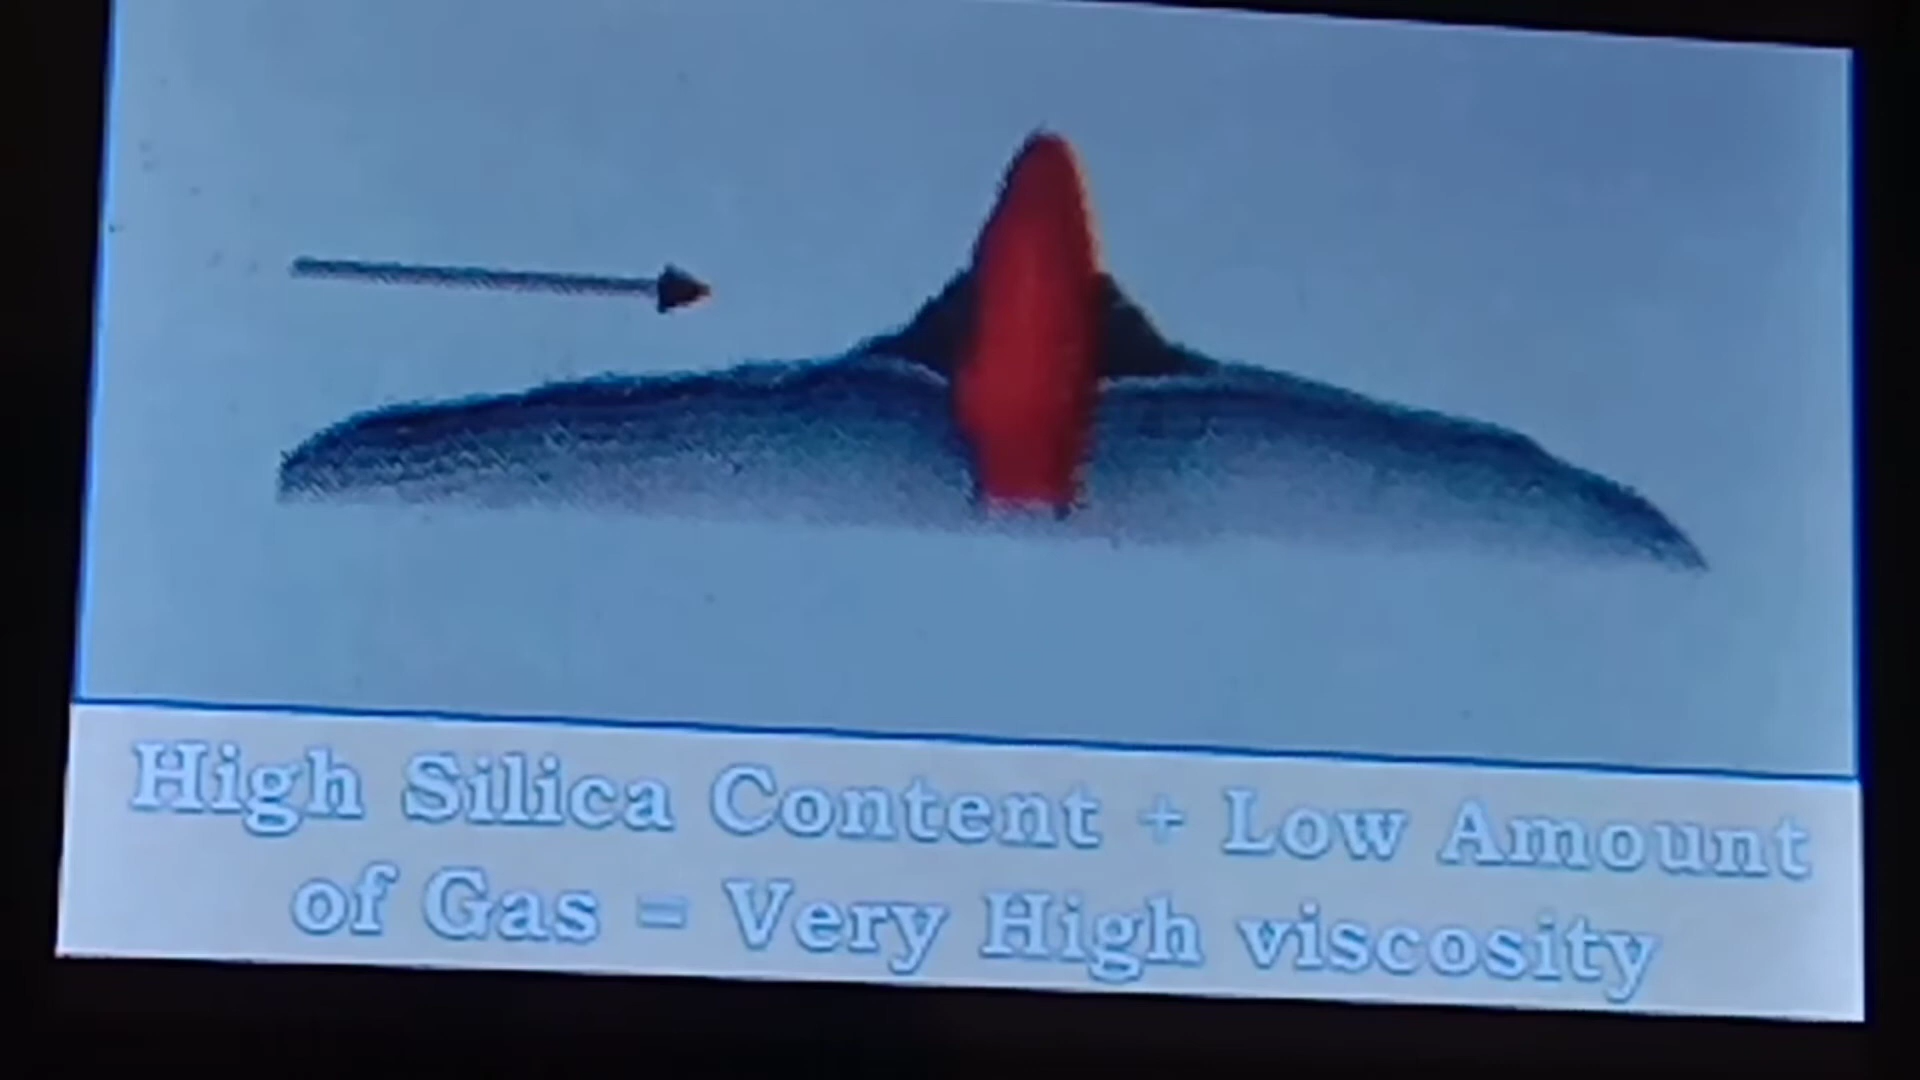 High Silica Content + Low Amount
of Gas = Very High viscosity